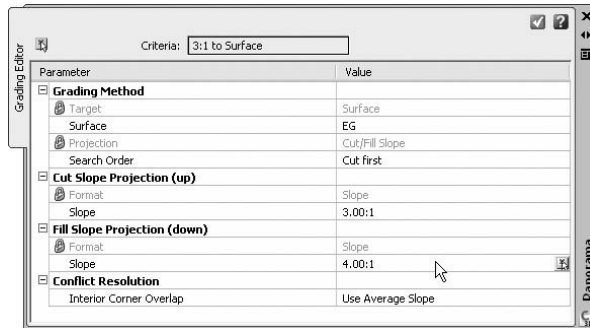 Grading Editor
Criteria: 3:1 to Surface
Parameter Value
Grading Method
Target Surface
Surface EG
Projection Cut/Fill Slope
Search Order Cut first
Cut Slope Projection (up)
Format Slope
Slope 3.00:1
Fill Slope Projection (down)
Format Slope
Slope 4.00:1
Conflict Resolution
Interior Corner Overlap Use Average Slope
Panorama